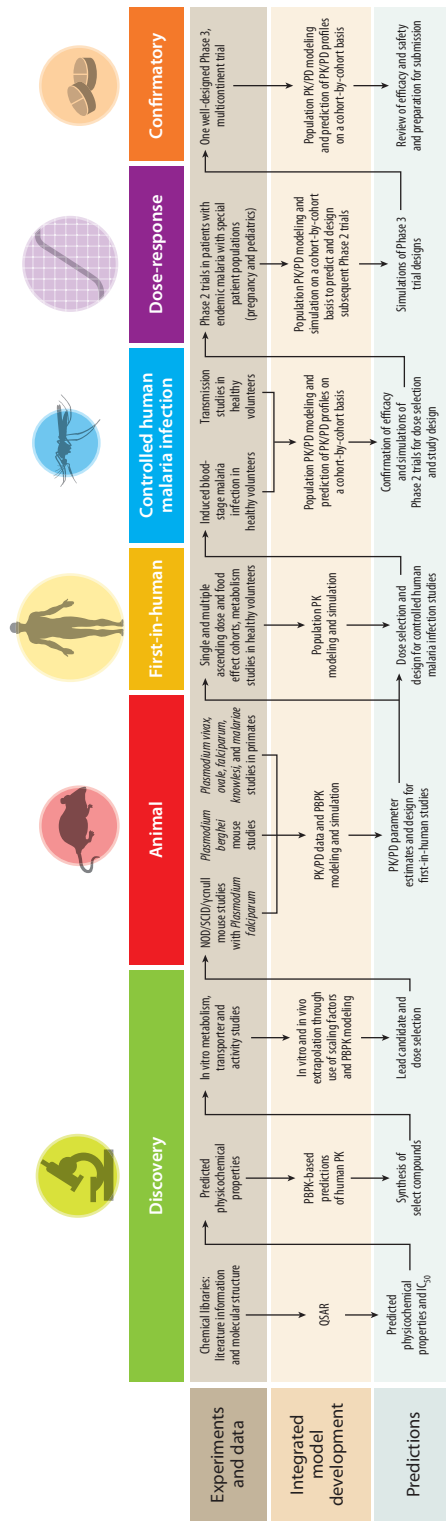 Discovery
Animal
First-in-human
Controlled human
malaria infection
Dose-response
Confirmatory
Experiments
and data
Chemical libraries:
literature information
and molecular structure
Predicted
physicochemical
properties
In vitro metabolism,
transporter and
activity studies
NOD/SCID/γcnull
mouse studies
with Plasmodium
falciparum
Plasmodium
berghei
mouse
studies
Plasmodium vivax,
ovale, falciparum,
knowlesi, and malariae
studies in primates
Single and multiple
ascending dose and food
effect cohorts, metabolism
studies in healthy volunteers
Induced blood-
stage malaria
infection in
healthy volunteers
Transmission
studies in
healthy
volunteers
Phase 2 trials in patients with
endemic malaria with special
patient populations
(pregnancy and pediatrics)
One well-designed Phase 3,
multicontinent trial
Integrated
model
development
QSAR
PBPK-based
predictions
of human PK
In vitro and in vivo
extrapolation through
use of scaling factors
and PBPK modeling
PK/PD data and PBPK
modeling and simulation
Population PK
modeling and simulation
Population PK/PD modeling and
prediction of PK/PD profiles on
a cohort-by-cohort basis
Population PK/PD modeling and
simulation on a cohort-by-cohort
basis to predict and design
subsequent Phase 2 trials
Population PK/PD modeling
and prediction of PK/PD profiles
on a cohort-by-cohort basis
Predictions
Predicted
physicochemical
properties and IC50
Synthesis of
select compounds
Lead candidate and
dose selection
PK/PD parameter
estimates and design for
first-in-human studies
Dose selection and
design for controlled human
malaria infection studies
Confirmation of efficacy
and simulations of
Phase 2 trials for dose selection
and study design
Simulations of Phase 3
trial designs
Review of efficacy and safety
and preparation for submission